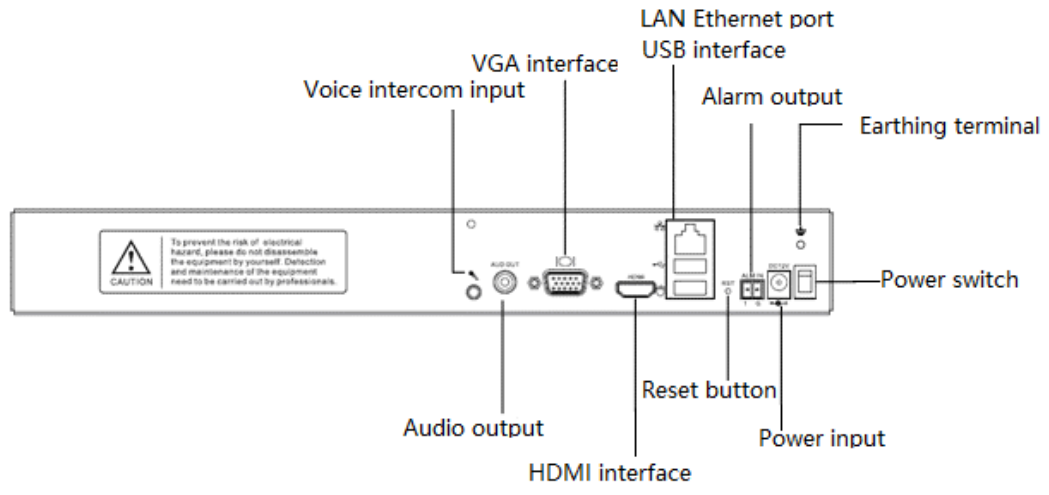 LAN Ethernet port
USB interface
VGA interface
Voice intercom input
Alarm output
Earthing terminal
CAUTION
To prevent the risk of electrical
hazard, please do not disassemble
the equipment by yourself. Detection
and maintenance of the equipment
need to be carried out by professionals.
AUD OUT
HDMI
RST
DC12V
Power switch
Reset button
Audio output
Power input
HDMI interface